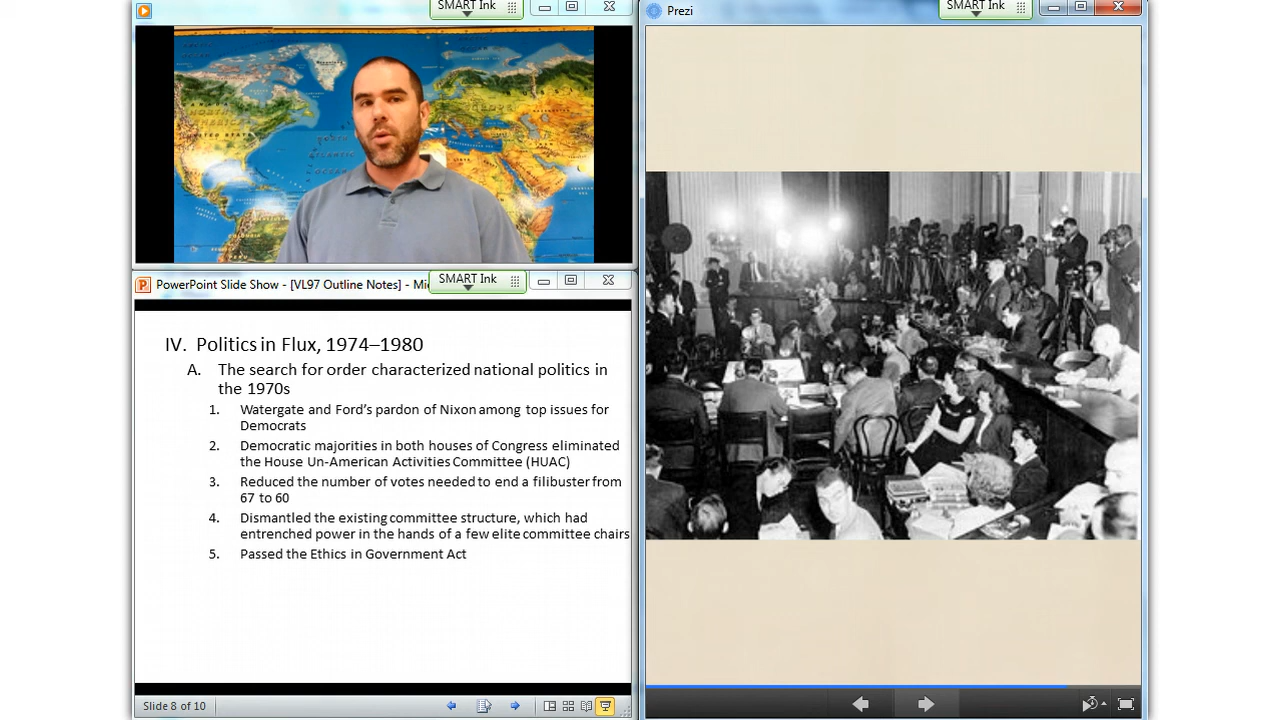 SMART Ink
Prezi
SMART Ink
PowerPoint Slide Show - [VL97 Outline Notes] - Mi
SMART Ink
IV. Politics in Flux, 1974–1980
A. The search for order characterized national politics in
the 1970s
1. Watergate and Ford's pardon of Nixon among top issues for
Democrats
2. Democratic majorities in both houses of Congress eliminated
the House Un-American Activities Committee (HUAC)
3. Reduced the number of votes needed to end a filibuster from
67 to 60
4. Dismantled the existing committee structure, which had
entrenched power in the hands of a few elite committee chairs
5. Passed the Ethics in Government Act
Slide 8 of 10